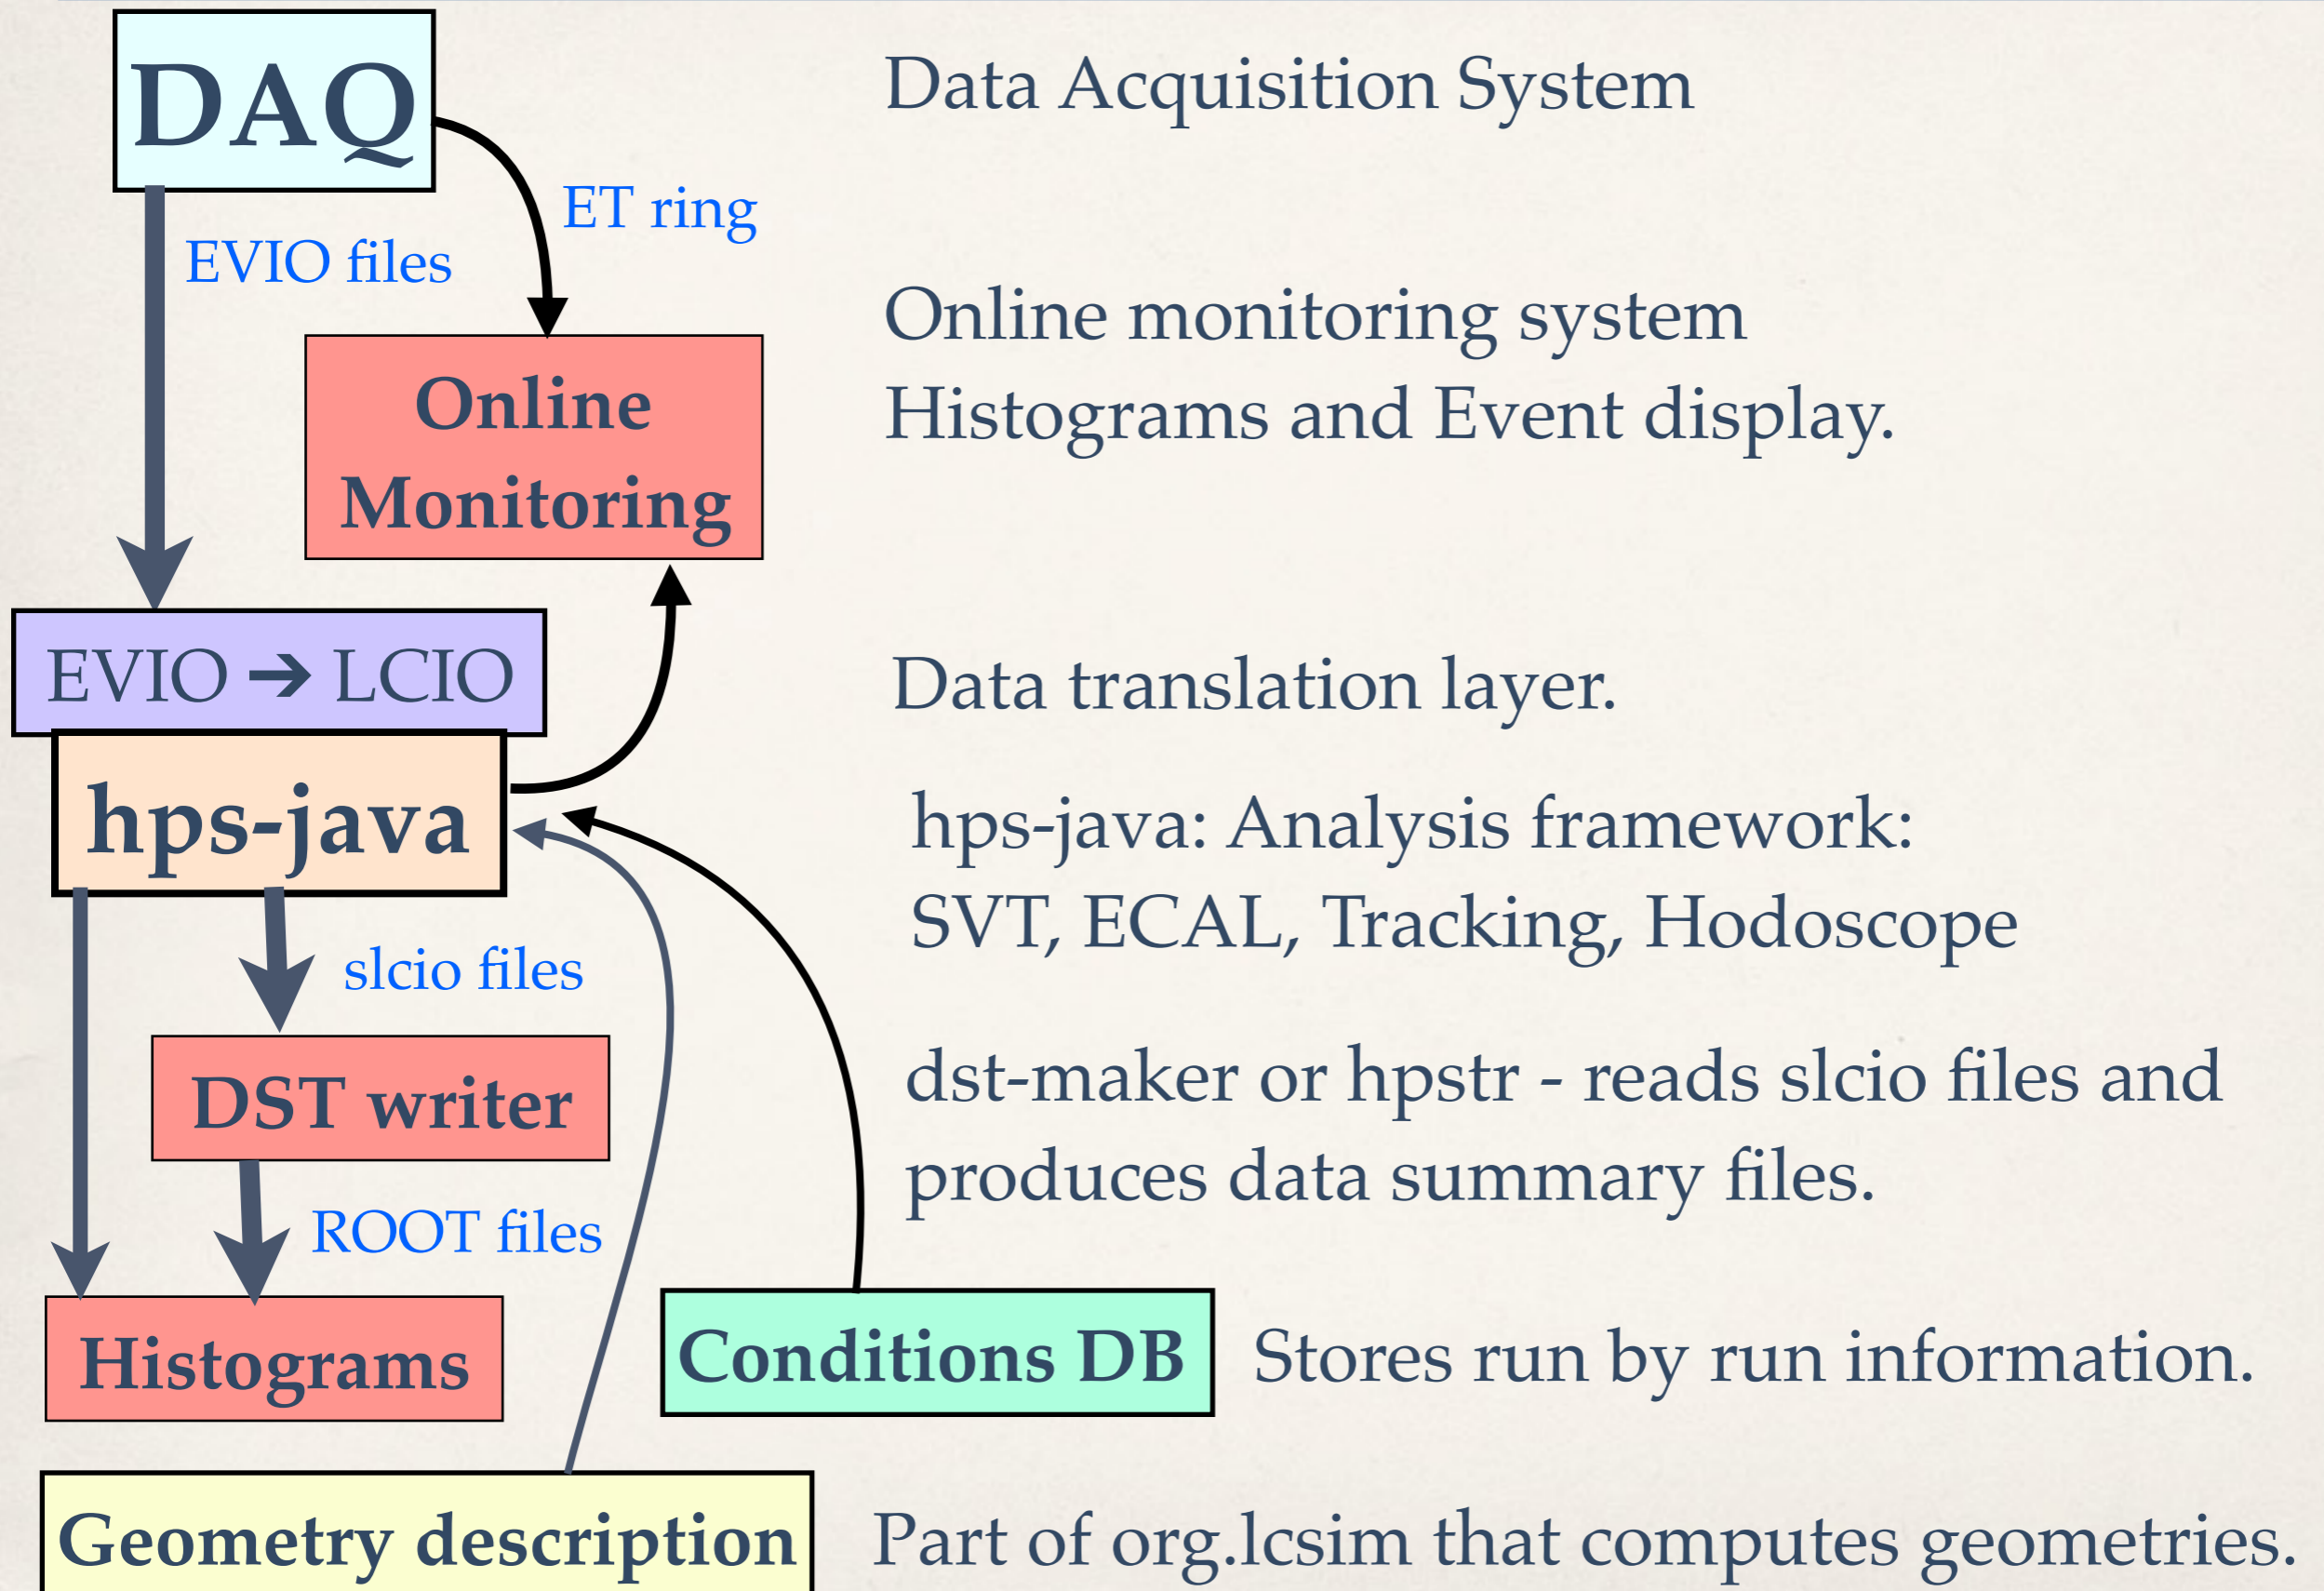 DAQ
Data Acquisition System
ET ring
EVIO files
Online monitoring system
Histograms and Event display.
Online
Monitoring
EVIO ➔ LCIO
Data translation layer.
hps-java
hps-java: Analysis framework:
SVT, ECAL, Tracking, Hodoscope
slcio files
DST writer
dst-maker or hpstr - reads slcio files and
produces data summary files.
ROOT files
Histograms
Conditions DB
Stores run by run information.
Geometry description
Part of org.lcsim that computes geometries.